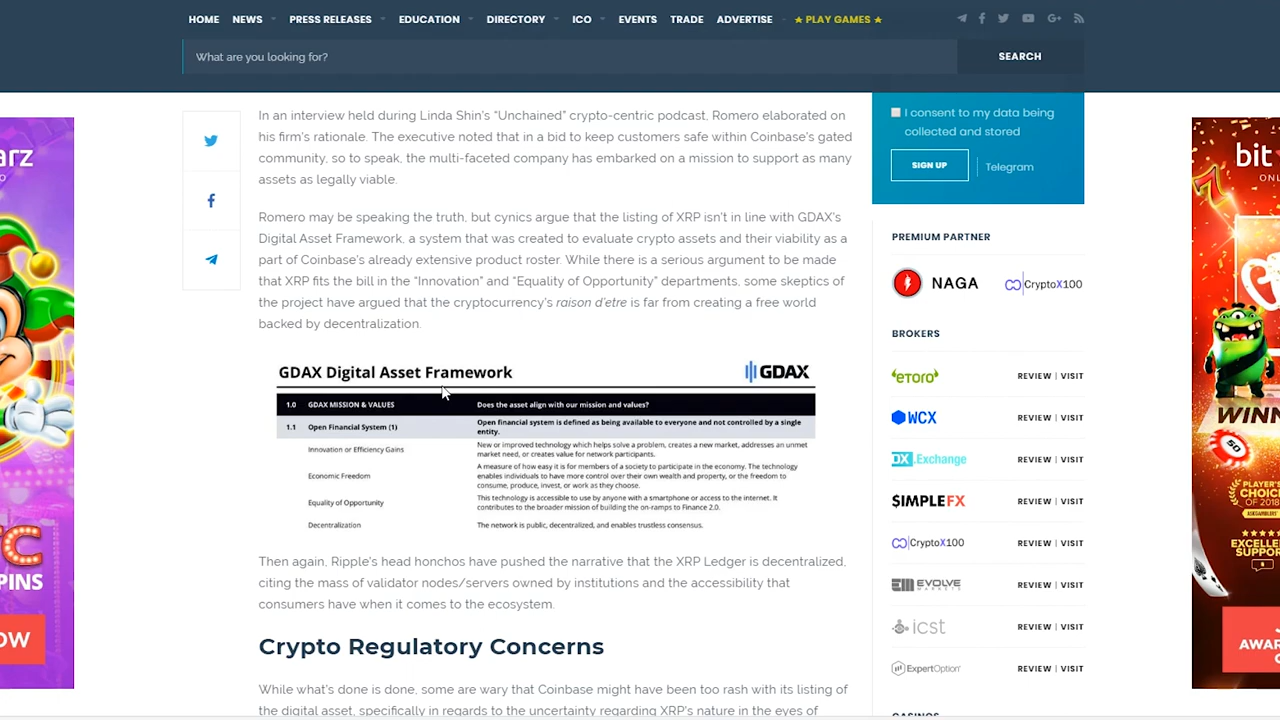 HOME NEWS PRESS RELEASES EDUCATION DIRECTORY ICO EVENTS TRADE ADVERTISE ★ PLAY GAMES ★
What are you looking for?
SEARCH
In an interview held during Linda Shin's “Unchained” crypto-centric podcast, Romero elaborated on
his firm's rationale. The executive noted that in a bid to keep customers safe within Coinbase's gated
community, so to speak, the multi-faceted company has embarked on a mission to support as many
assets as legally viable.
Romero may be speaking the truth, but cynics argue that the listing of XRP isn't in line with GDAX's
Digital Asset Framework, a system that was created to evaluate crypto assets and their viability as a
part of Coinbase's already extensive product roster. While there is a serious argument to be made
that XRP fits the bill in the “Innovation” and “Equality of Opportunity” departments, some skeptics of
the project have argued that the cryptocurrency's raison d'etre is far from creating a free world
backed by decentralization.
GDAX Digital Asset Framework
GDAX
1.0 GDAX MISSION & VALUES Does the asset align with our mission and values?
1.1 Open Financial System (1) Open financial system is defined as being available to everyone and not controlled by a single
entity.
Innovation or Efficiency Gains New or improved technology which helps solve a problem, creates a new market, addresses an unmet
market need, or creates value for network participants.
Economic Freedom A measure of how easy it is for members of a society to participate in the economy. The technology
enables individuals to have more control over their own wealth and property, or the freedom to
consume, produce, invest, or work as they choose.
Equality of Opportunity This technology is accessible to use by anyone with a smartphone or access to the internet. It
contributes to the broader mission of building the on-ramps to Finance 2.0.
Decentralization The network is public, decentralized, and enables trustless consensus.
Then again, Ripple's head honchos have pushed the narrative that the XRP Ledger is decentralized,
citing the mass of validator nodes/servers owned by institutions and the accessibility that
consumers have when it comes to the ecosystem.
Crypto Regulatory Concerns
While what's done is done, some are wary that Coinbase might have been too rash with its listing of
the digital asset, specifically in regards to the uncertainty regarding XRP's nature in the eyes of
I consent to my data being
collected and stored
SIGN UP Telegram
PREMIUM PARTNER
NAGA CryptoX100
BROKERS
etoro REVIEW | VISIT
WCX REVIEW | VISIT
DX.Exchange REVIEW | VISIT
$IMPLEFX REVIEW | VISIT
CryptoX100 REVIEW | VISIT
EVOLVE MARKETS REVIEW | VISIT
icst REVIEW | VISIT
ExpertOption REVIEW | VISIT
arz
TC
PINS
OW
bit
ONL
WINN
50
PLAYER'S
CHOIC
OF 2018
EXCELLE
SUPPO
AWAR